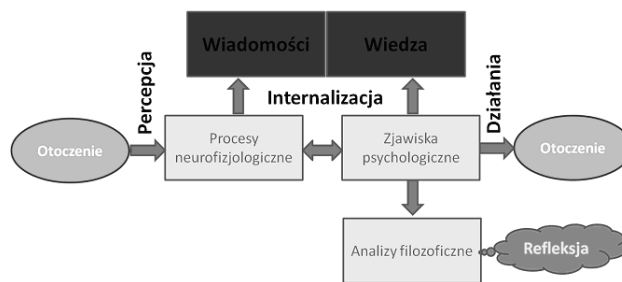 Wiadomości
Wiedza
Percepcja
Internalizacja
Działania
Otoczenie
Procesy
neurofizjologiczne
Zjawiska
psychologiczne
Otoczenie
Analizy filozoficzne
Refleksja